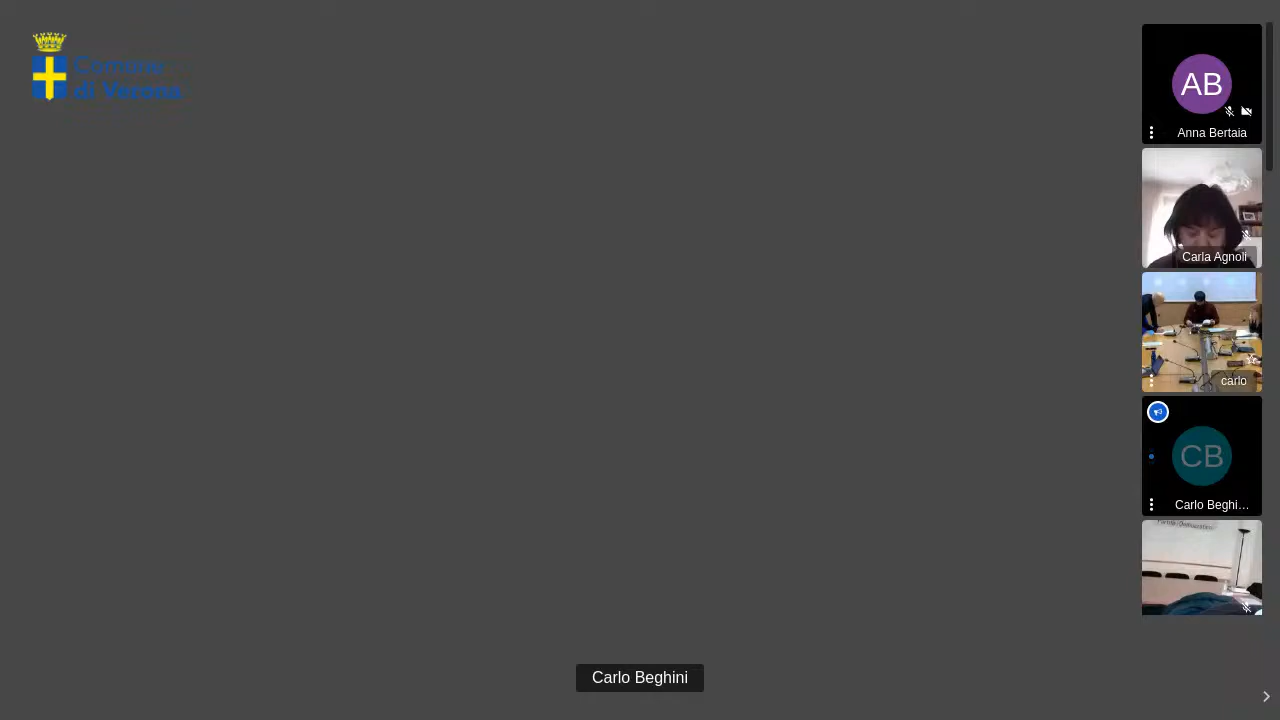 Comune
di Verona
AB
Anna Bertaia
Carla Agnoli
carlo
CB
Carlo Beghi…
Carlo Beghini